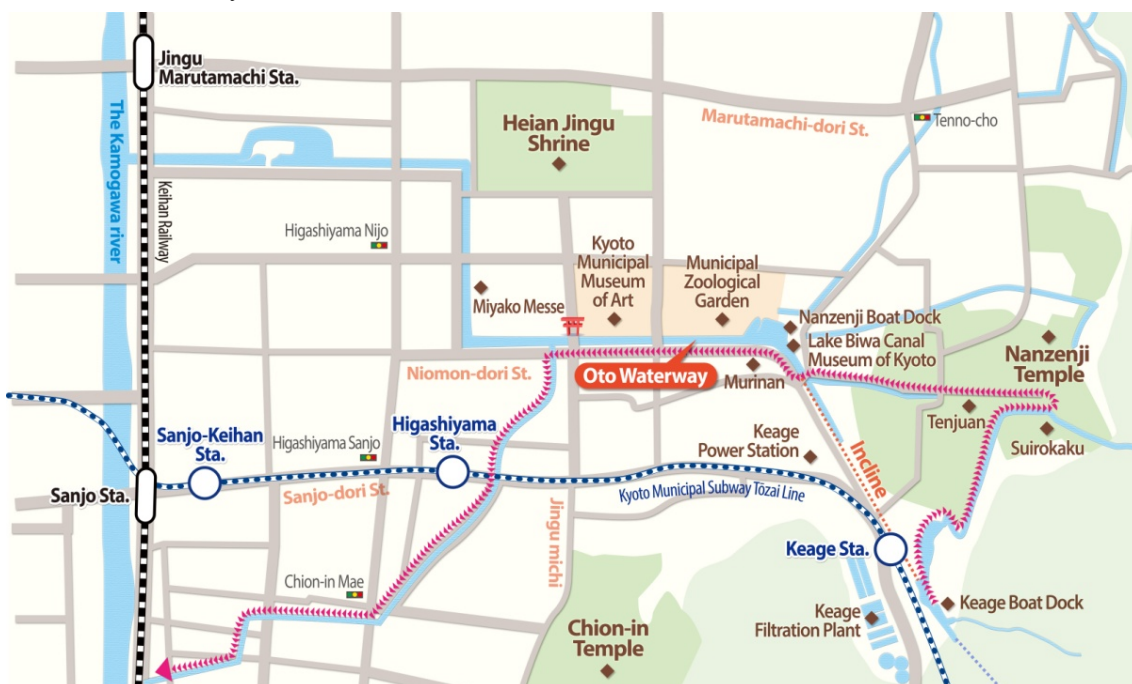 Jingu
Marutamachi Sta.
The Kamogawa river
Keihan Railway
Heian Jingu
Shrine
Marutamachi-dori St.
Tenno-cho
Higashiyama Nijo
Miyako Messe
Kyoto
Municipal
Museum
of Art
Municipal
Zoological
Garden
Nanzenji Boat Dock
Lake Biwa Canal
Museum of Kyoto
Nanzenji
Temple
Niomon-dori St.
Oto Waterway
Murinan
Tenjuan
Suirokaku
Sanjo-Keihan
Sta.
Higashiyama Sanjo
Higashiyama
Sta.
Keage
Power Station
Incline
Sanjo Sta.
Sanjo-dori St.
Kyoto Municipal Subway Tōzai Line
Jingu michi
Keage Sta.
Chion-in Mae
Chion-in
Temple
Keage
Filtration Plant
Keage Boat Dock